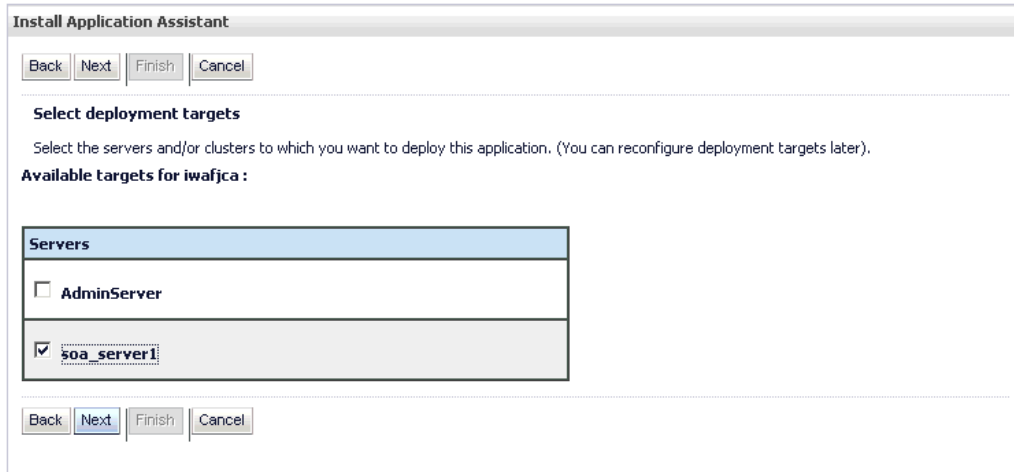 Install Application Assistant
Back Next Finish Cancel
Select deployment targets
Select the servers and/or clusters to which you want to deploy this application. (You can reconfigure deployment targets later).
Available targets for iwafjca :
Servers
AdminServer
soa_server1
Back Next Finish Cancel